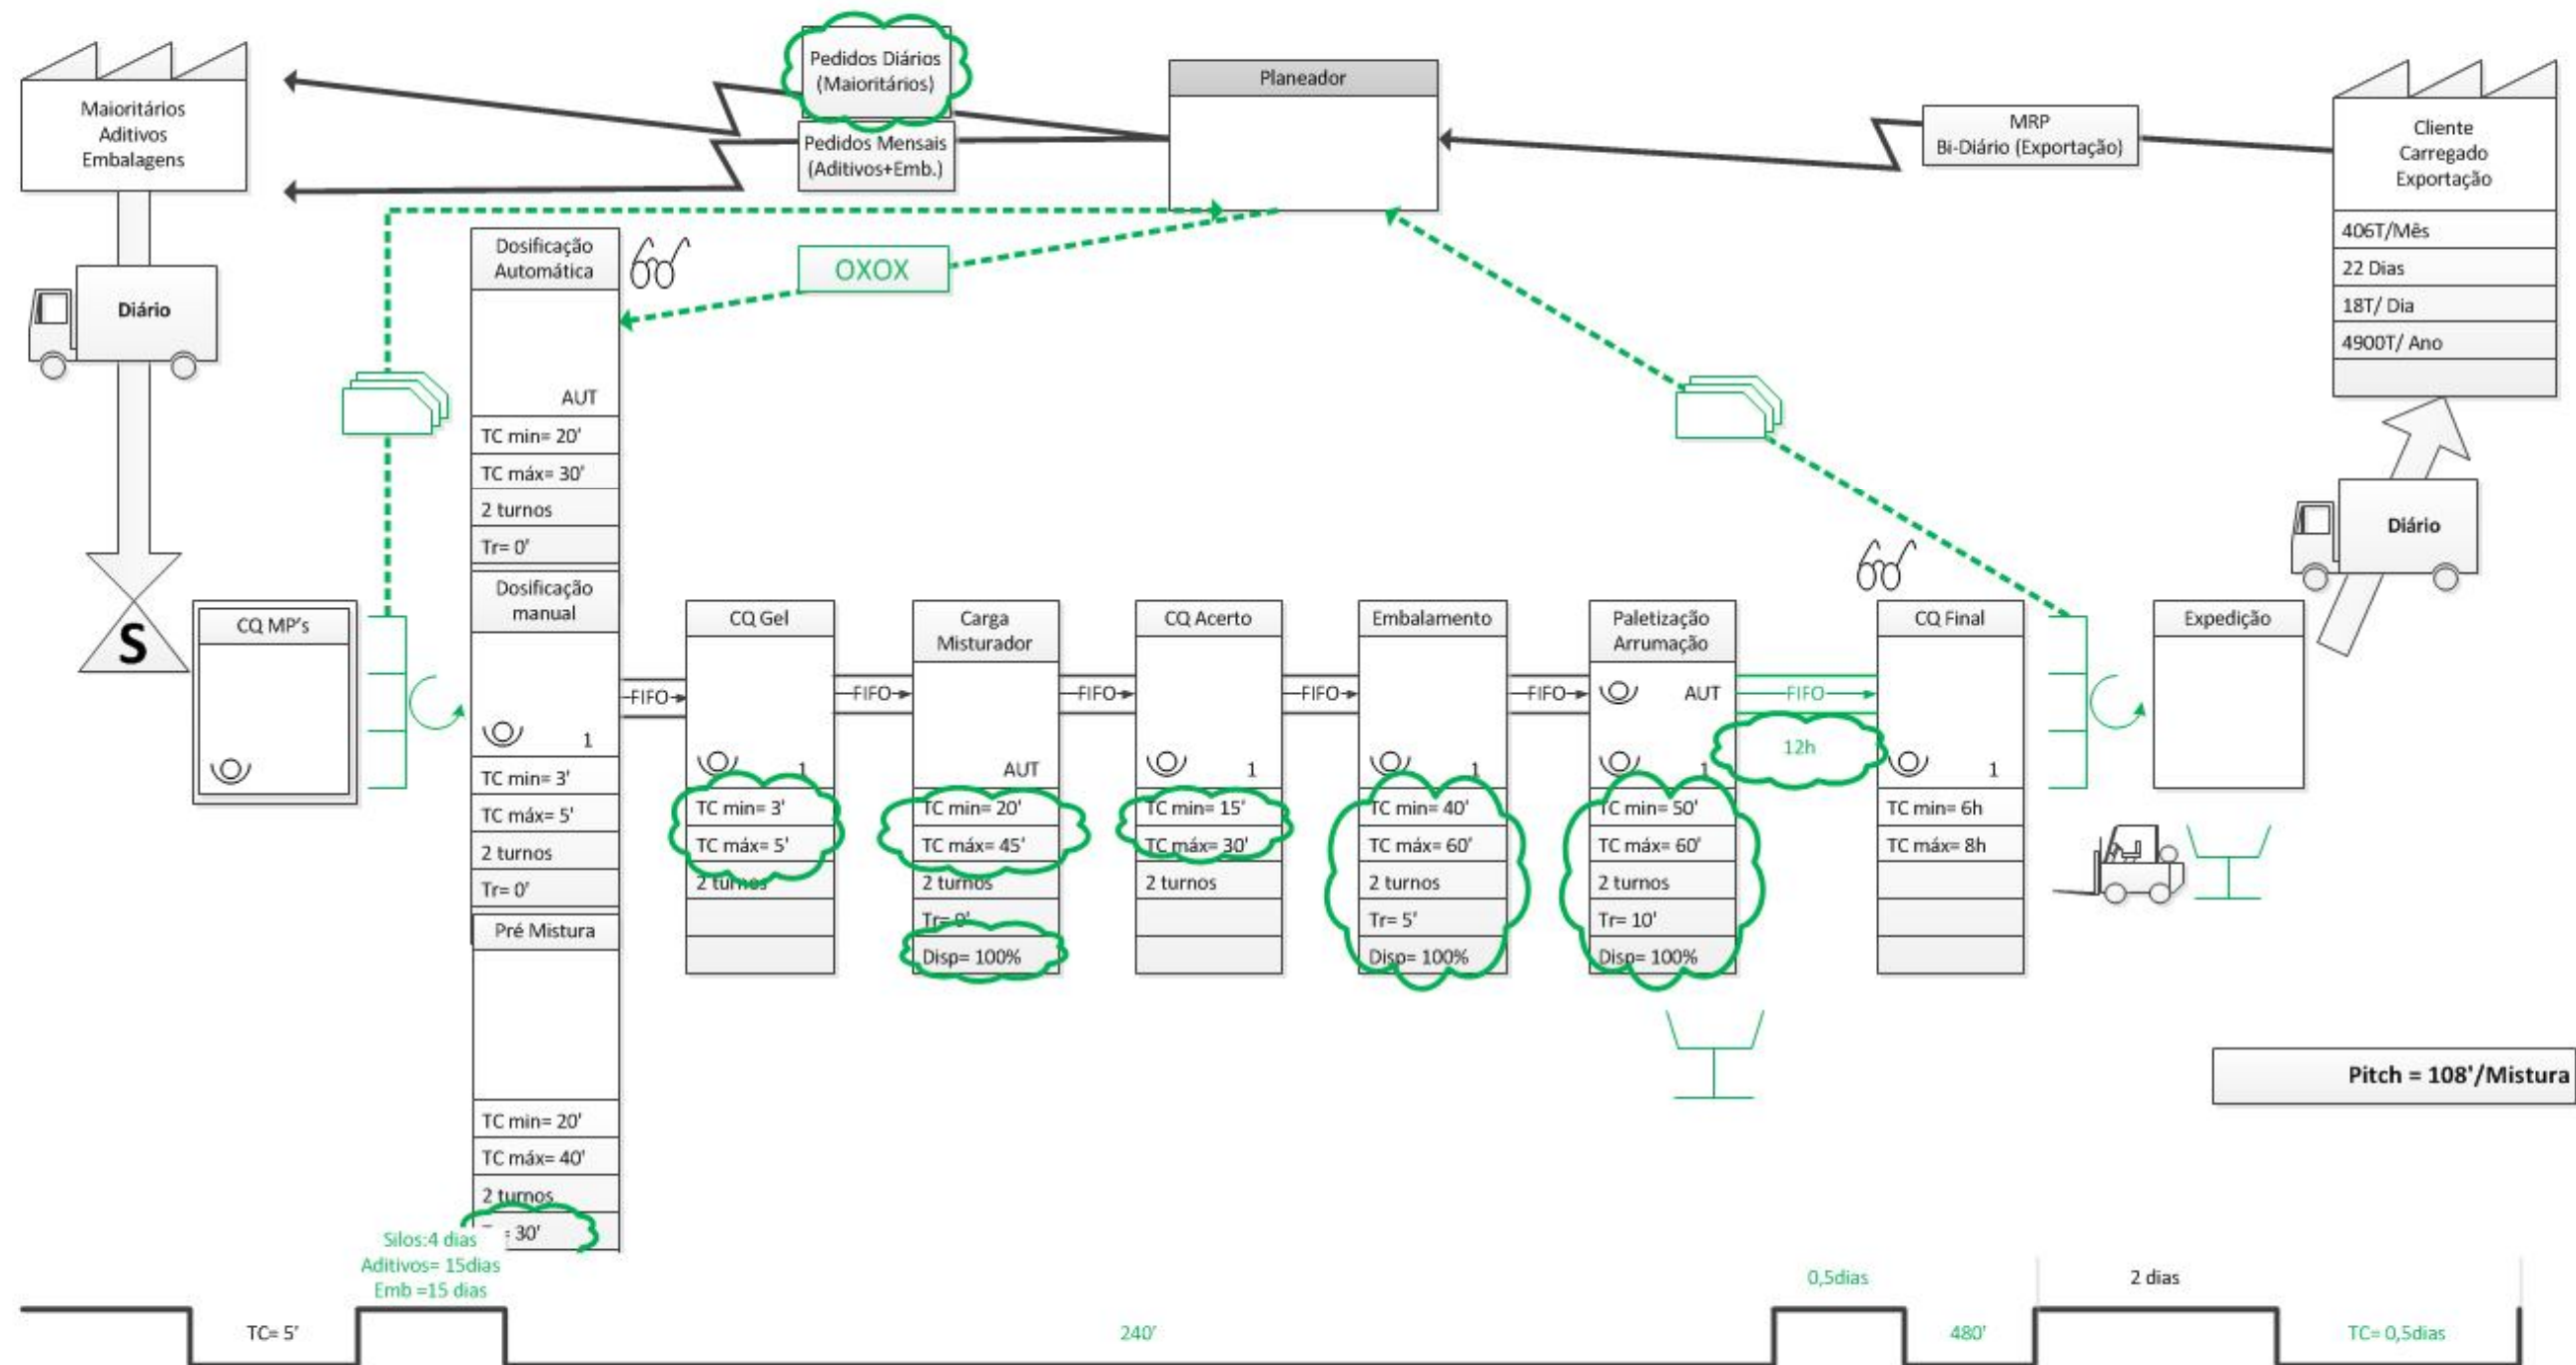 Pedidos Diários
(Maioritários)
Pedidos Mensais
(Aditivos+Emb.)
Planeador
MRP
Bi-Diário (Exportação)
Maioritários
Aditivos
Embalagens
Cliente
Carregado
Exportação
406T/Mês
22 Dias
18T/ Dia
4900T/ Ano
Diário
OXOX
Diário
S
CQ MP's
Dosificação
Automática
AUT
TC min= 20'
TC máx= 30'
2 turnos
Tr= 0'
Dosificação
manual
1
TC min= 3'
TC máx= 5'
2 turnos
Tr= 0'
Pré Mistura
TC min= 20'
TC máx= 40'
2 turnos
= 30'
FIFO
CQ Gel
1
TC min= 3'
TC máx= 5'
2 turnos
FIFO
Carga
Misturador
AUT
TC min= 20'
TC máx= 45'
2 turnos
Tr= 0'
Disp= 100%
FIFO
CQ Acerto
1
TC min= 15'
TC máx= 30'
2 turnos
FIFO
Embalamento
1
TC min= 40'
TC máx= 60'
2 turnos
Tr= 5'
Disp= 100%
FIFO
Paletização
Arrumação
AUT
1
TC min= 50'
TC máx= 60'
2 turnos
Tr= 10'
Disp= 100%
FIFO
12h
CQ Final
1
TC min= 6h
TC máx= 8h
Expedição
Pitch = 108'/Mistura
Silos:4 dias
Aditivos= 15dias
Emb =15 dias
0,5dias
2 dias
TC= 5'
240'
480'
TC= 0,5dias